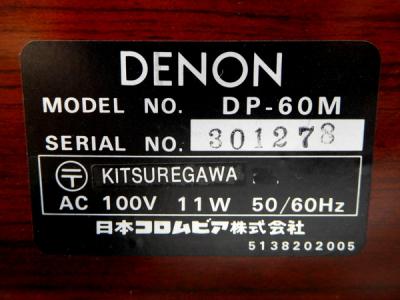 DENON
MODEL NO. DP-60M
SERIAL NO. 301278
〒 KITSUREGAWA
AC 100V 11W 50/60Hz
日本コロムビア株式会社
5138202005